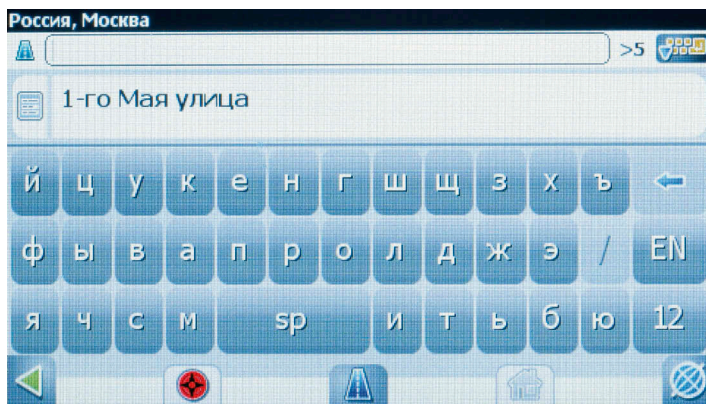 Россия, Москва
>5
1-го Мая улица
й ц у к е н г ш щ з х ъ
ф ы в а п р о л д ж э / EN
я ч с м sp и т ь б ю 12